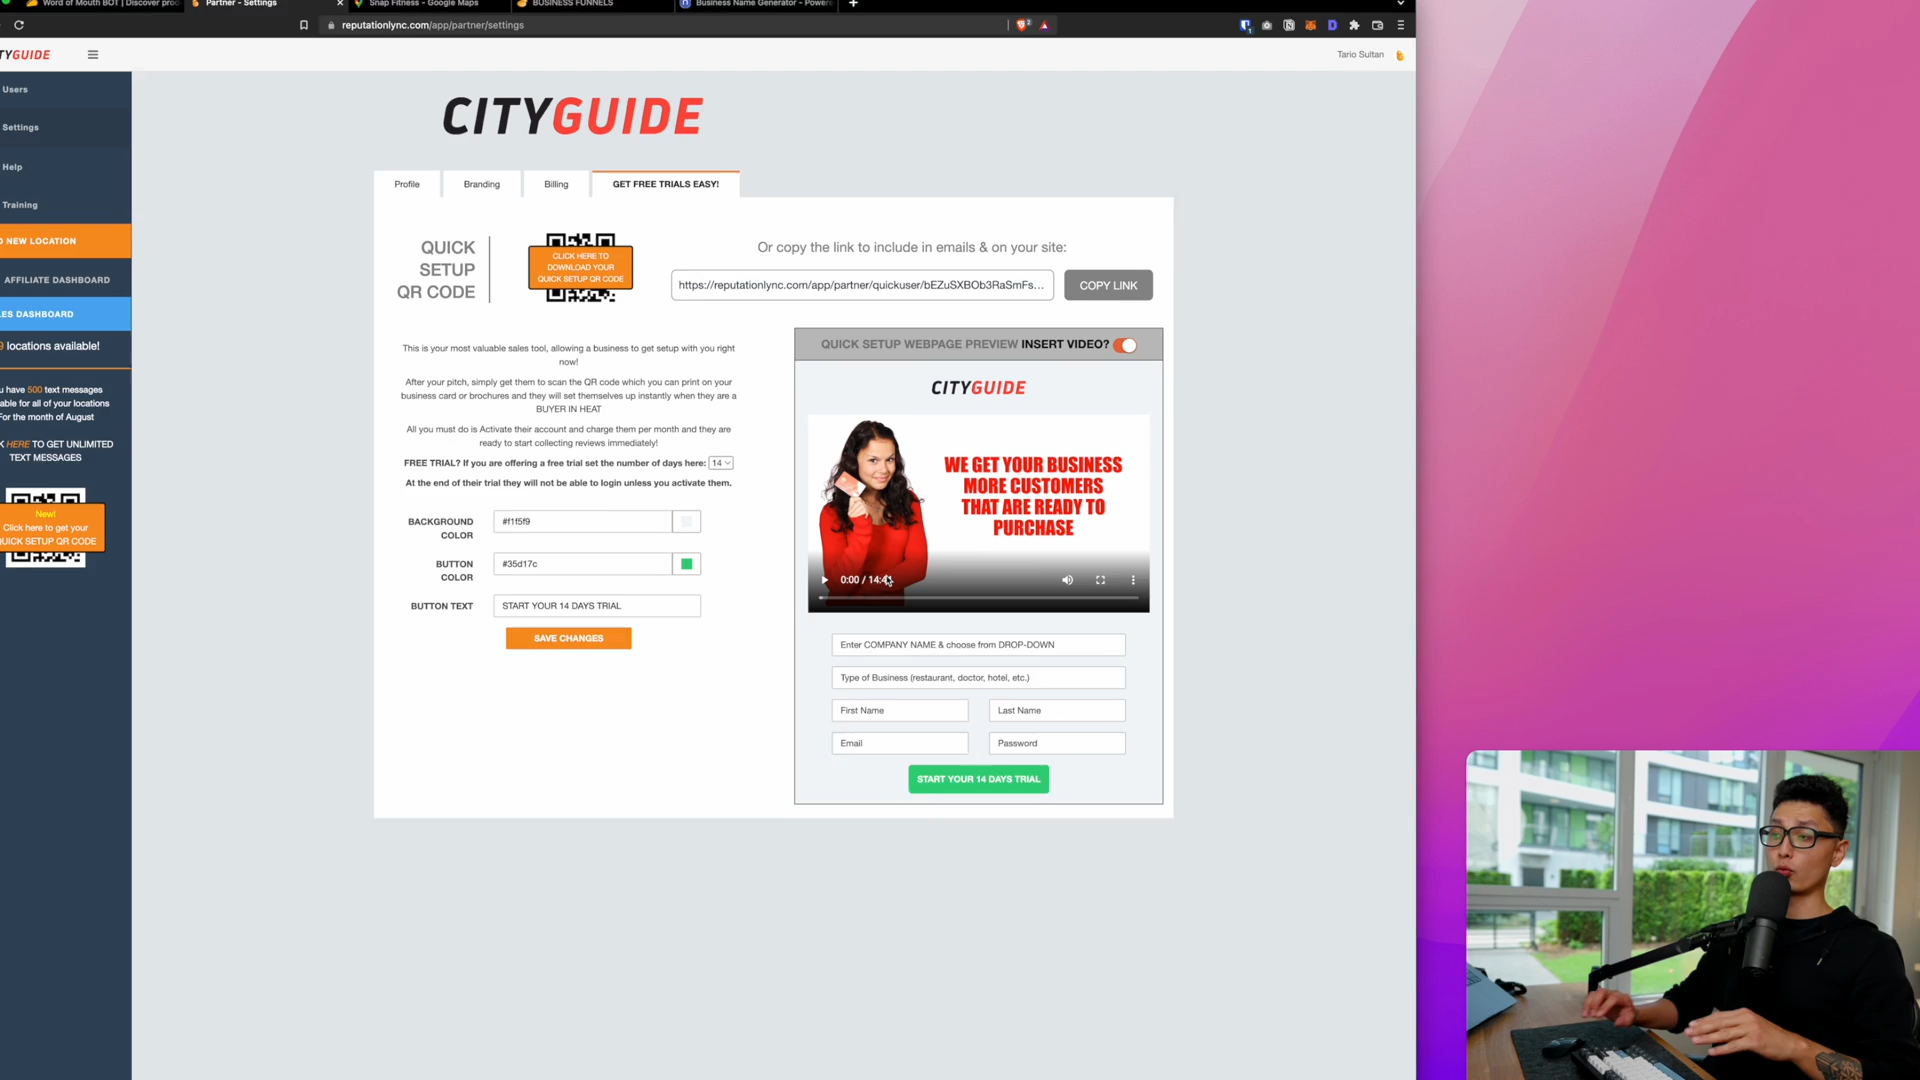 Word of Mouth BOT | Discover prod
Partner - Settings
Snap Fitness - Google Maps
BUSINESS FUNNELS
Business Name Generator - Powere
reputationlync.com/app/partner/settings
TYGUIDE
Tario Sultan
Users
Settings
Help
Training
NEW LOCATION
AFFILIATE DASHBOARD
ES DASHBOARD
locations available!
u have 500 text messages
able for all of your locations
For the month of August
K HERE TO GET UNLIMITED
TEXT MESSAGES
New!
Click here to get your
QUICK SETUP QR CODE
CITYGUIDE
Profile
Branding
Billing
GET FREE TRIALS EASY!
QUICK
SETUP
QR CODE
CLICK HERE TO
DOWNLOAD YOUR
QUICK SETUP QR CODE
Or copy the link to include in emails & on your site:
https://reputationlync.com/app/partner/quickuser/bEZuSXBOb3RaSmFs...
COPY LINK
This is your most valuable sales tool, allowing a business to get setup with you right
now!
After your pitch, simply get them to scan the QR code which you can print on your
business card or brochures and they will set themselves up instantly when they are a
BUYER IN HEAT
All you must do is Activate their account and charge them per month and they are
ready to start collecting reviews immediately!
FREE TRIAL? If you are offering a free trial set the number of days here: 14
At the end of their trial they will not be able to login unless you activate them.
BACKGROUND
COLOR
#f1f5f9
BUTTON
COLOR
#35d17c
BUTTON TEXT
START YOUR 14 DAYS TRIAL
SAVE CHANGES
QUICK SETUP WEBPAGE PREVIEW INSERT VIDEO?
CITYGUIDE
WE GET YOUR BUSINESS
MORE CUSTOMERS
THAT ARE READY TO
PURCHASE
0:00 / 14:4
Enter COMPANY NAME & choose from DROP-DOWN
Type of Business (restaurant, doctor, hotel, etc.)
First Name
Last Name
Email
Password
START YOUR 14 DAYS TRIAL